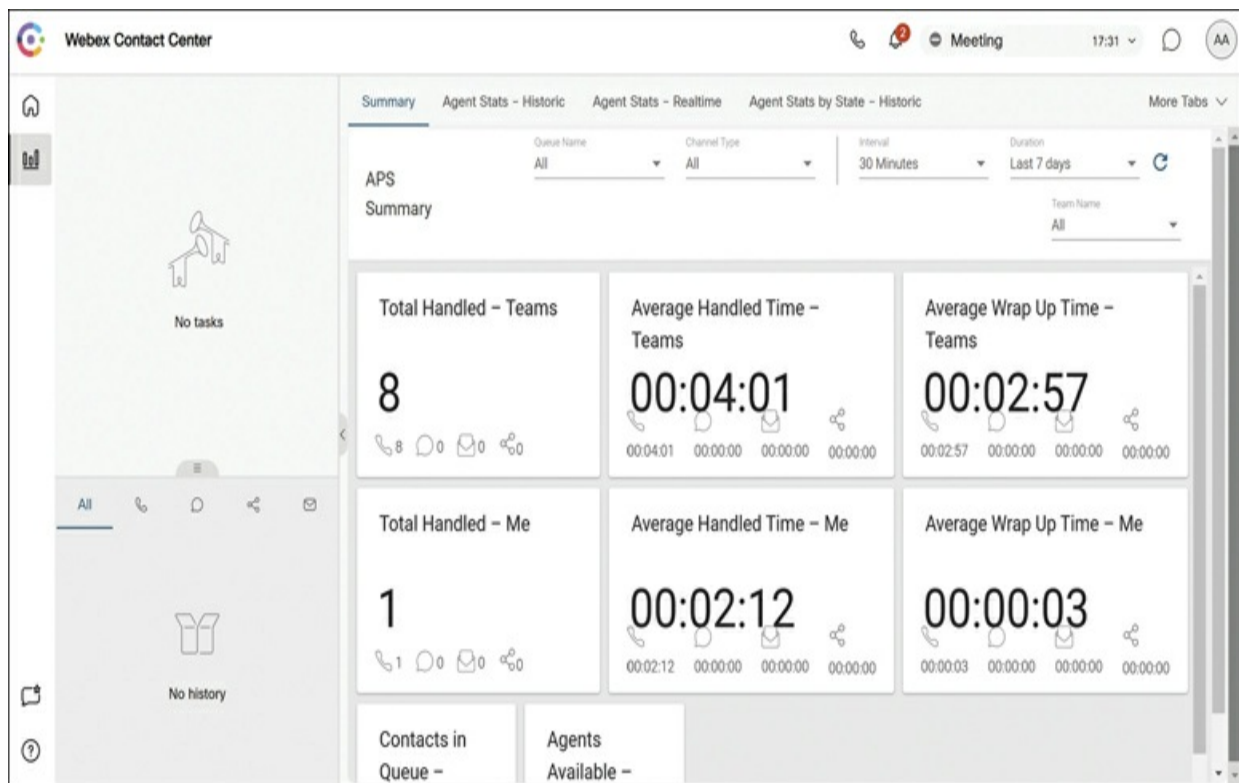 Webex Contact Center
2
Meeting
17:31
AA
Summary
Agent Stats – Historic
Agent Stats – Realtime
Agent Stats by State – Historic
More Tabs
APS
Summary
Queue Name
All
Channel Type
All
Interval
30 Minutes
Duration
Last 7 days
Team Name
All
No tasks
Total Handled – Teams
8
8 0 0 0
Average Handled Time –
Teams
00:04:01
00:04:01 00:00:00 00:00:00 00:00:00
Average Wrap Up Time –
Teams
00:02:57
00:02:57 00:00:00 00:00:00 00:00:00
All
No history
Total Handled – Me
1
1 0 0 0
Average Handled Time – Me
00:02:12
00:02:12 00:00:00 00:00:00 00:00:00
Average Wrap Up Time – Me
00:00:03
00:00:03 00:00:00 00:00:00 00:00:00
Contacts in
Queue –
Agents
Available –